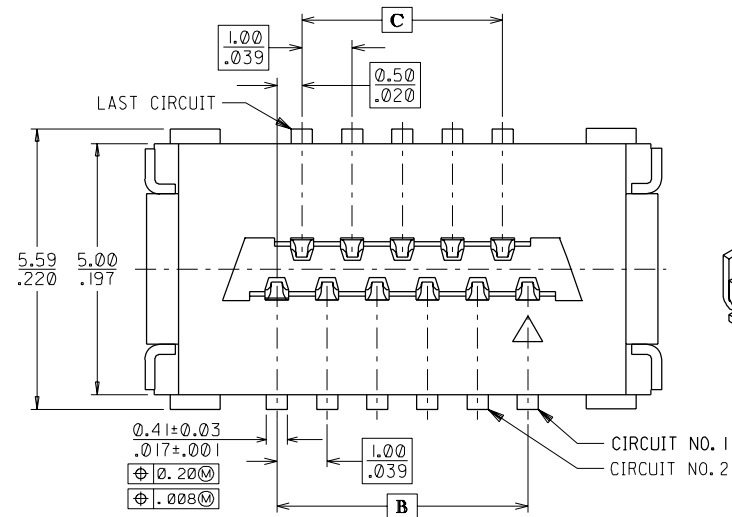 C
1.00
.039
0.50
.020
LAST CIRCUIT
5.59
.220
5.00
.197
0.41±0.03
.017±.001
⌖ 0.20Ⓜ
⌖ .008Ⓜ
1.00
.039
CIRCUIT NO.1
CIRCUIT NO.2
B